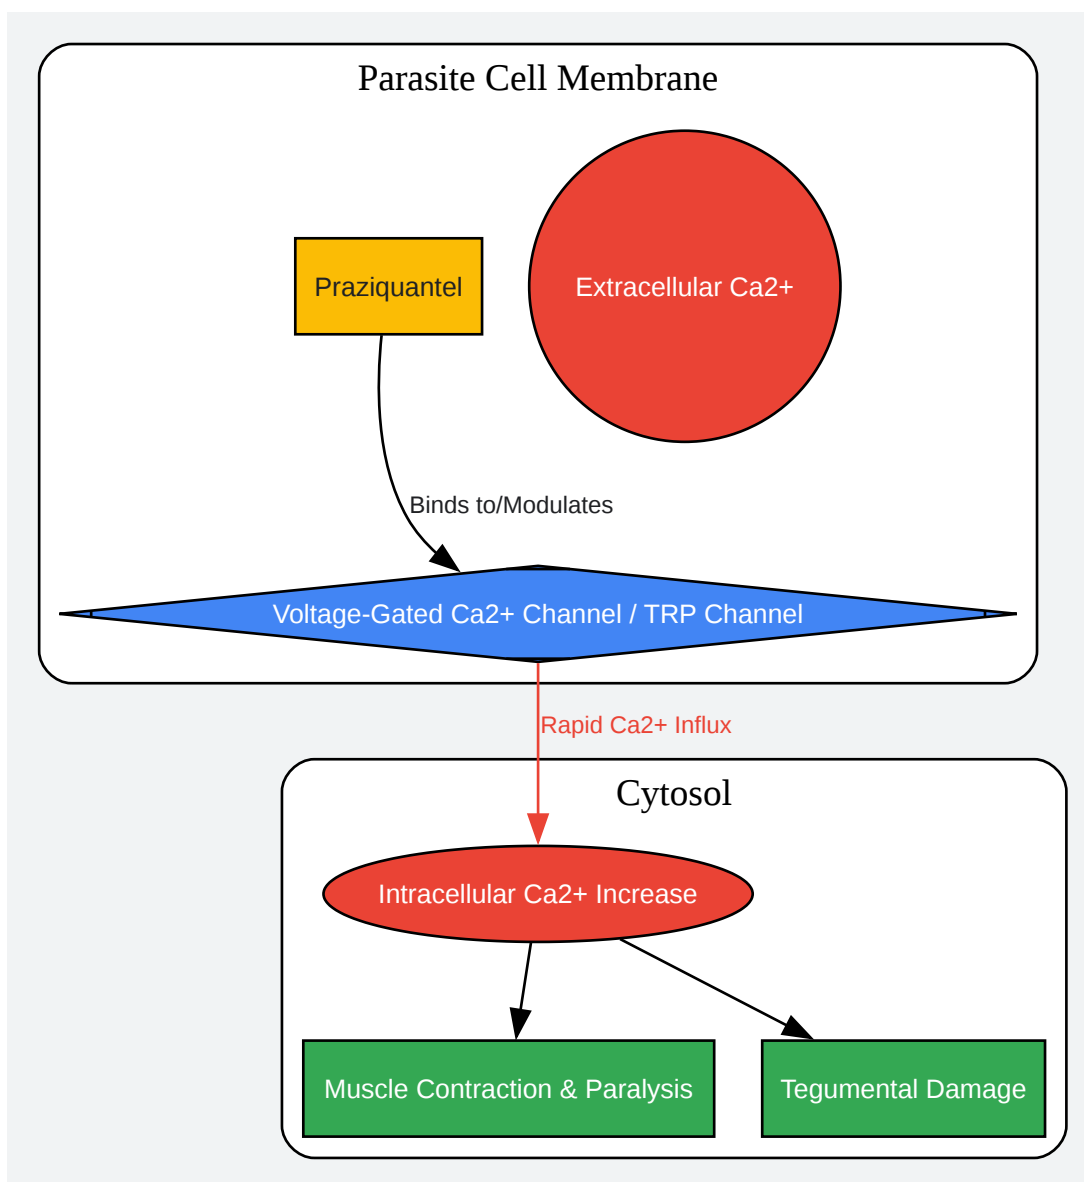 Parasite Cell Membrane
Praziquantel
Extracellular Ca2+
Binds to/Modulates
Voltage-Gated Ca2+ Channel / TRP Channel
Rapid Ca2+ Influx
Cytosol
Intracellular Ca2+ Increase
Muscle Contraction & Paralysis
Tegumental Damage